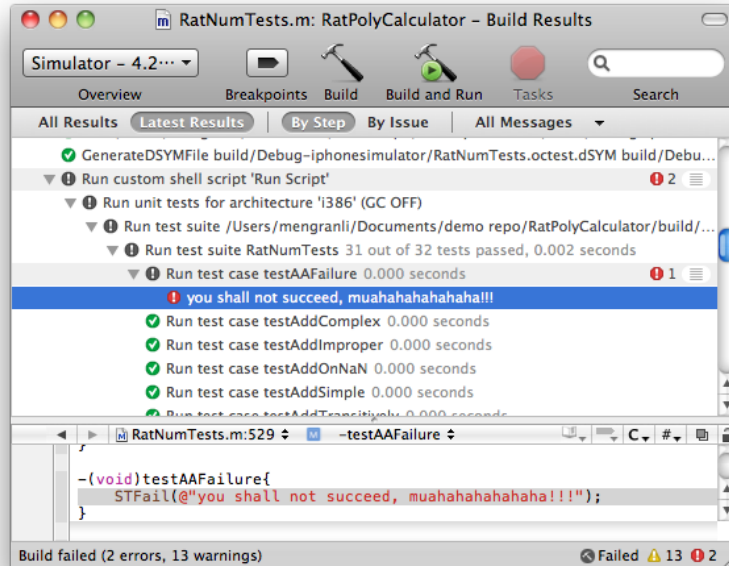 RatNumTests.m: RatPolyCalculator – Build Results
Simulator – 4.2...
Overview
Breakpoints
Build
Build and Run
Tasks
Search
All Results Latest Results By Step By Issue All Messages
GenerateDSYMFile build/Debug-iphonesimulator/RatNumTests.octest.dSYM build/Debu...
Run custom shell script 'Run Script' 2
Run unit tests for architecture 'i386' (GC OFF)
Run test suite /Users/mengranli/Documents/demo repo/RatPolyCalculator/build/...
Run test suite RatNumTests 31 out of 32 tests passed, 0.002 seconds
Run test case testAAFailure 0.000 seconds 1
you shall not succeed, muahahahahahaha!!!
Run test case testAddComplex 0.000 seconds
Run test case testAddImproper 0.000 seconds
Run test case testAddOnNaN 0.000 seconds
Run test case testAddSimple 0.000 seconds
Run test case testAddTransitively 0.000 seconds
RatNumTests.m:529 M -testAAFailure C #
}
-(void)testAAFailure{
STFail(@"you shall not succeed, muahahahahahaha!!!");
}
Build failed (2 errors, 13 warnings) Failed 13 2